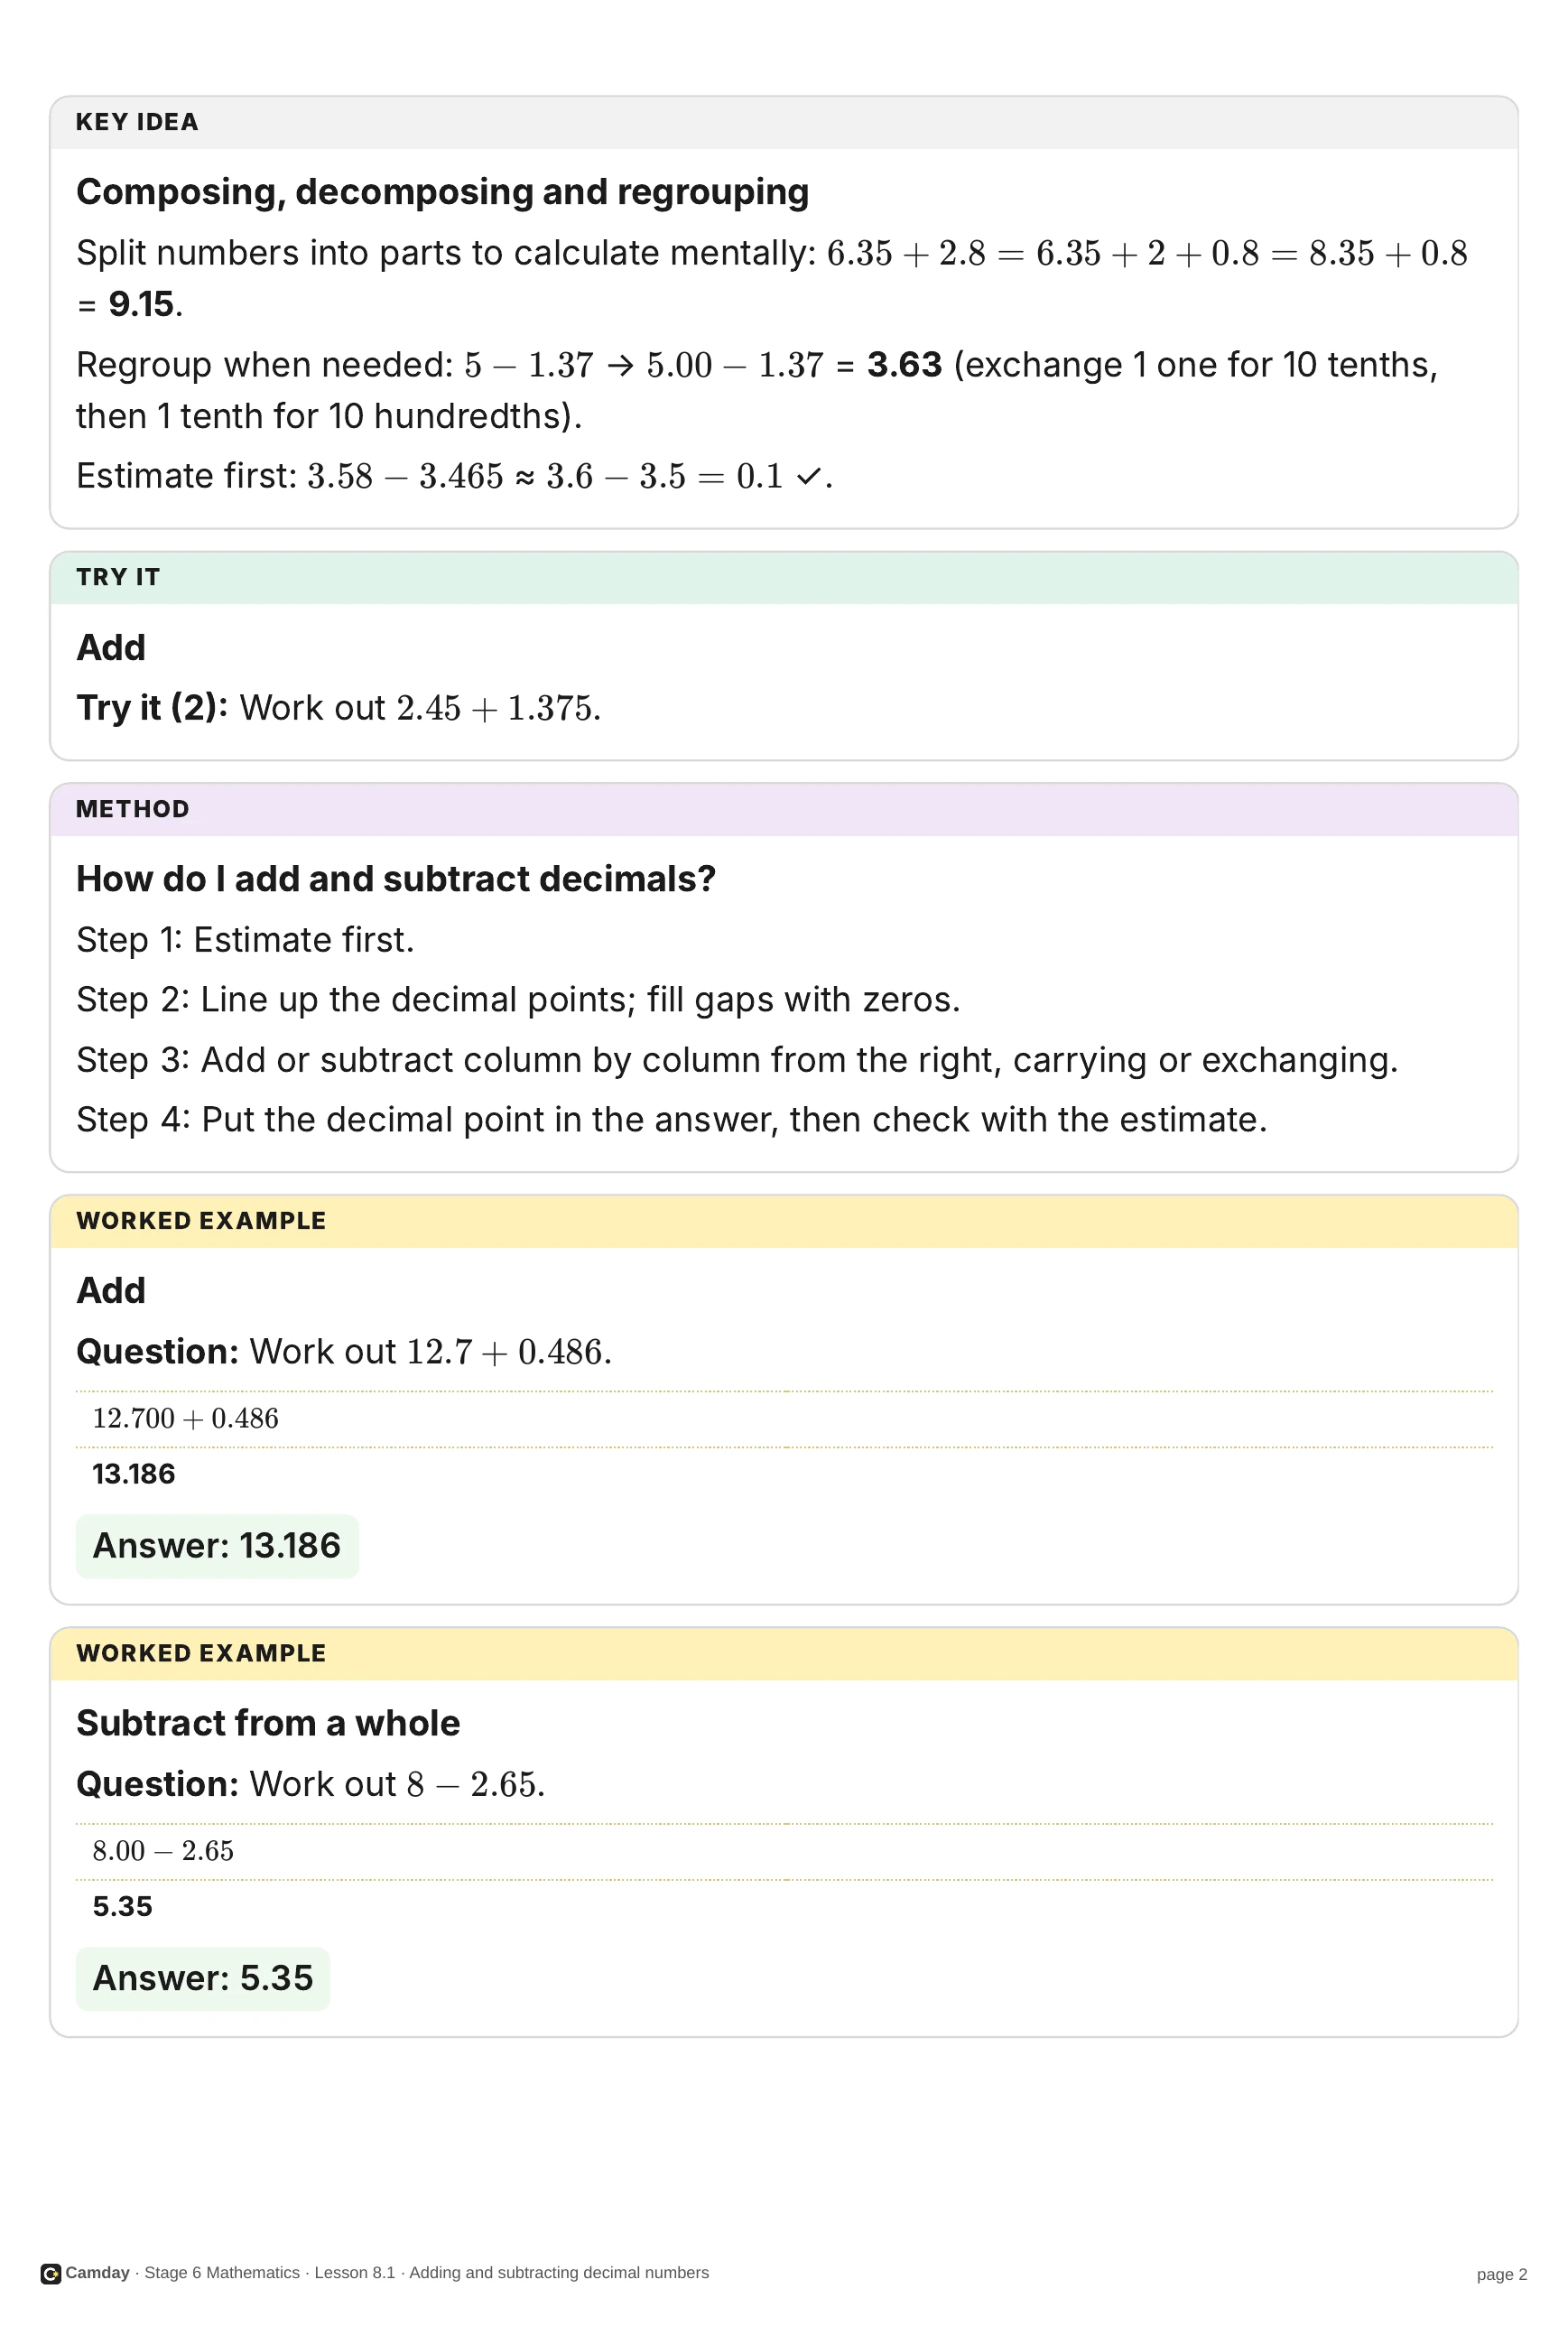 KEY IDEA
Composing, decomposing and regrouping
Split numbers into parts to calculate mentally: 6.35 + 2.8 = 6.35 + 2 + 0.8 = 8.35 + 0.8
= 9.15.
Regroup when needed: 5 − 1.37 → 5.00 − 1.37 = 3.63 (exchange 1 one for 10 tenths,
then 1 tenth for 10 hundredths).
Estimate first: 3.58 − 3.465 ≈ 3.6 − 3.5 = 0.1 ✓.
TRY IT
Add
Try it (2): Work out 2.45 + 1.375.
METHOD
How do I add and subtract decimals?
Step 1: Estimate first.
Step 2: Line up the decimal points; fill gaps with zeros.
Step 3: Add or subtract column by column from the right, carrying or exchanging.
Step 4: Put the decimal point in the answer, then check with the estimate.
WORKED EXAMPLE
Add
Question: Work out 12.7 + 0.486.
12.700 + 0.486
13.186
Answer: 13.186
WORKED EXAMPLE
Subtract from a whole
Question: Work out 8 − 2.65.
8.00 − 2.65
5.35
Answer: 5.35
Camday · Stage 6 Mathematics · Lesson 8.1 · Adding and subtracting decimal numbers
page 2